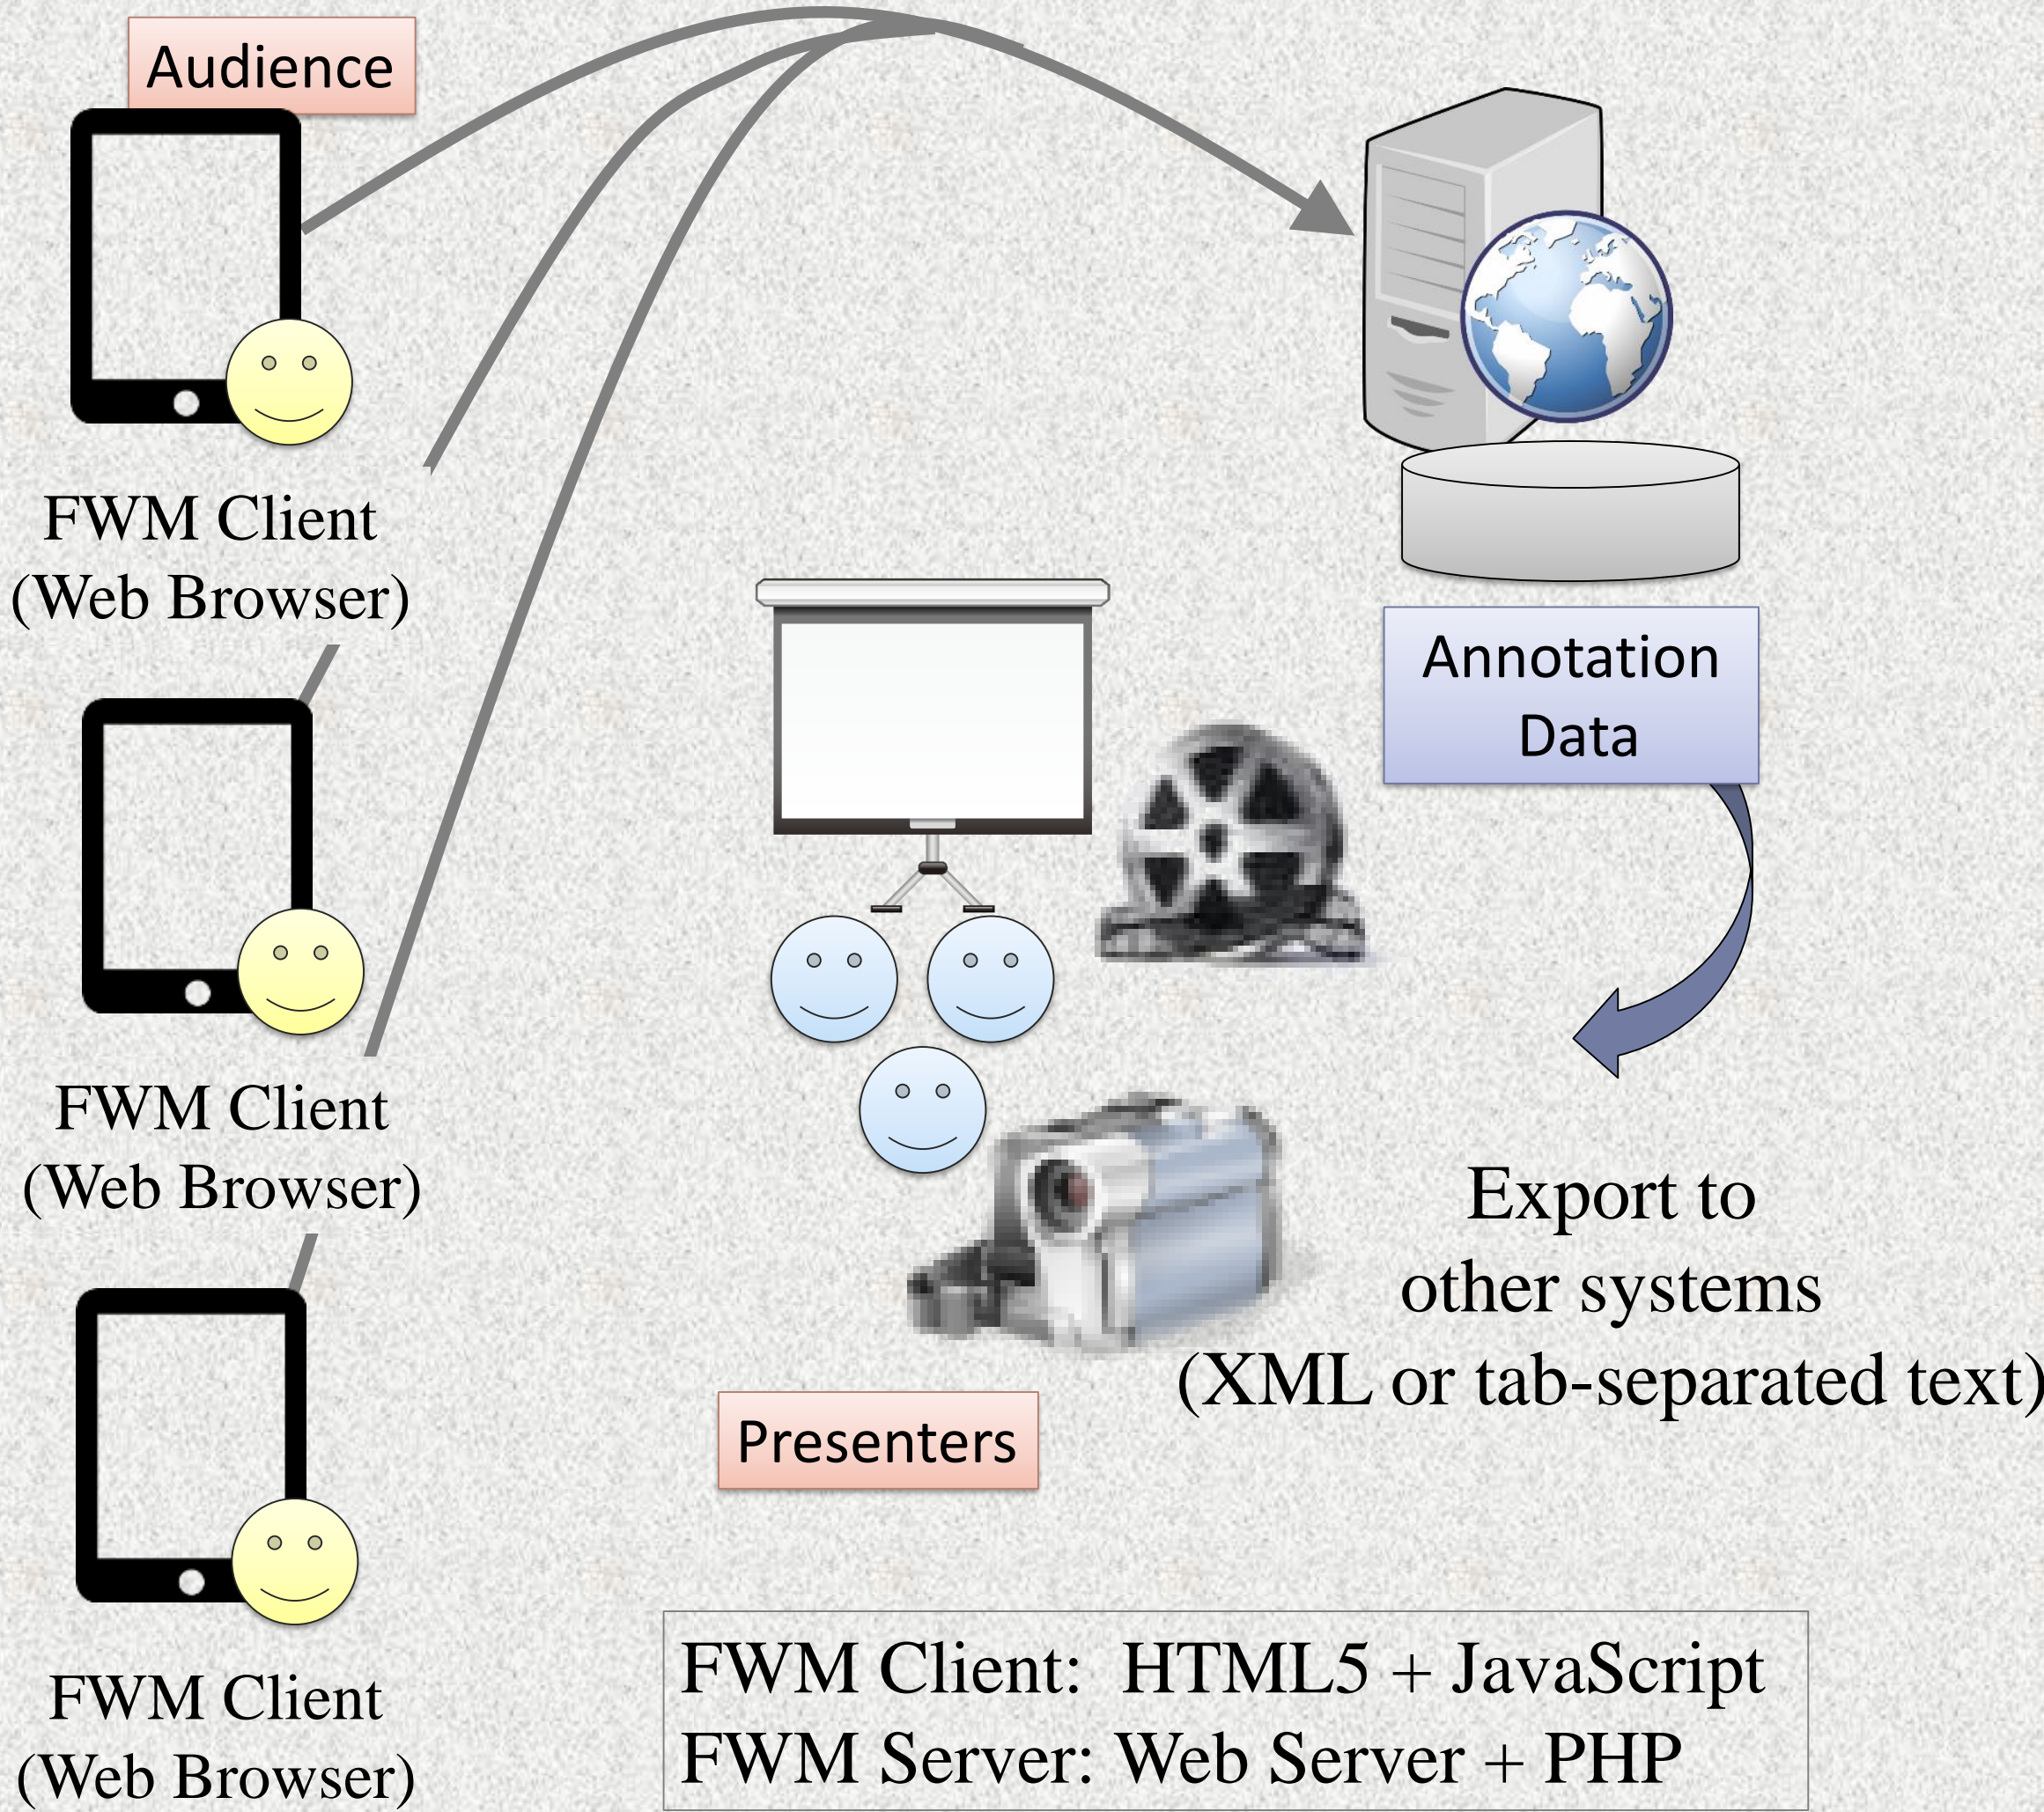 Audience
FWM Client
(Web Browser)
FWM Client
(Web Browser)
FWM Client
(Web Browser)
Annotation
Data
Export to
other systems
(XML or tab-separated text)
Presenters
FWM Client: HTML5 + JavaScript
FWM Server: Web Server + PHP